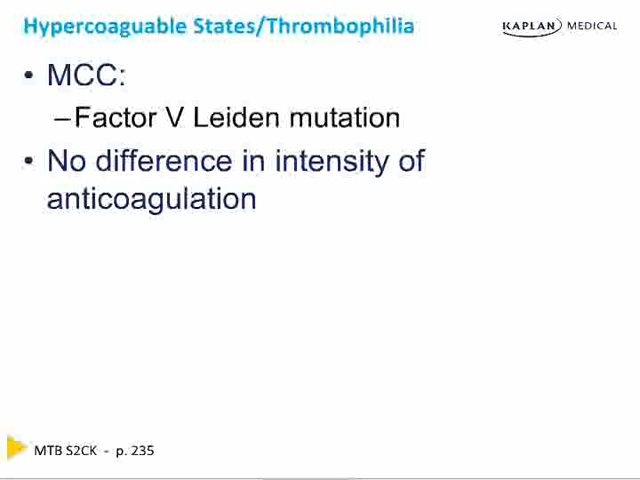 Hypercoaguable States/Thrombophilia
KAPLAN MEDICAL
• MCC:
–Factor V Leiden mutation
• No difference in intensity of
anticoagulation
MTB S2CK - p. 235